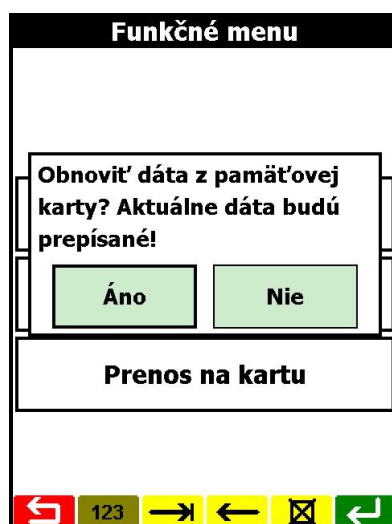 Funkčné menu
Obnoviť dáta z pamäťovej
karty? Aktuálne dáta budú
prepísané!
Áno
Nie
Prenos na kartu
123